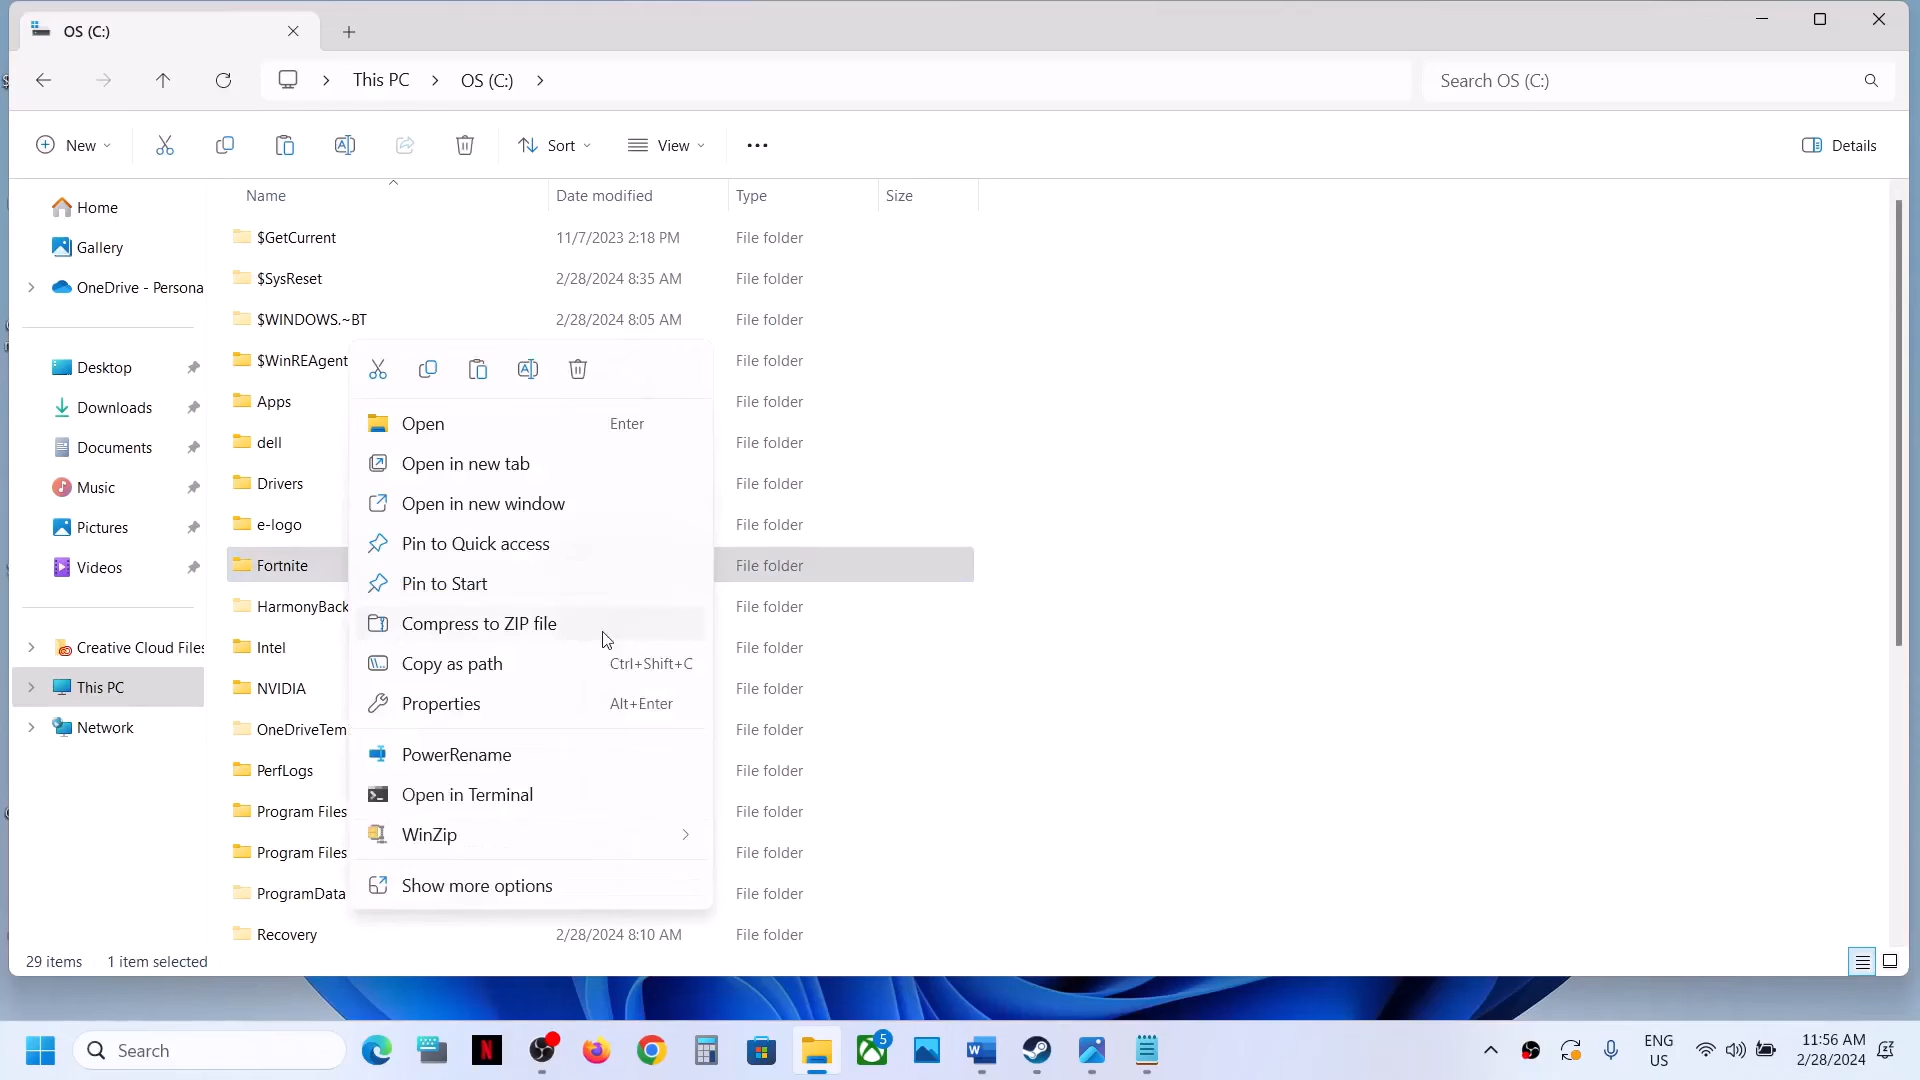 OS (C:)
This PC
OS (C:)
Search OS (C:)
New
Sort
View
Details
Name
Date modified
Type
Size
Home
Gallery
OneDrive - Persona
Desktop
Downloads
Documents
Music
Pictures
Videos
Creative Cloud Files
This PC
Network
$GetCurrent 11/7/2023 2:18 PM File folder
$SysReset 2/28/2024 8:35 AM File folder
$WINDOWS.~BT 2/28/2024 8:05 AM File folder
$WinREAgent File folder
Apps File folder
dell File folder
Drivers File folder
e-logo File folder
Fortnite File folder
HarmonyBack File folder
Intel File folder
NVIDIA File folder
OneDriveTem File folder
PerfLogs File folder
Program Files File folder
Program Files File folder
ProgramData File folder
Recovery 2/28/2024 8:10 AM File folder
Open Enter
Open in new tab
Open in new window
Pin to Quick access
Pin to Start
Compress to ZIP file
Copy as path Ctrl+Shift+C
Properties Alt+Enter
PowerRename
Open in Terminal
WinZip
Show more options
29 items 1 item selected
Search
5
ENG
US
11:56 AM
2/28/2024